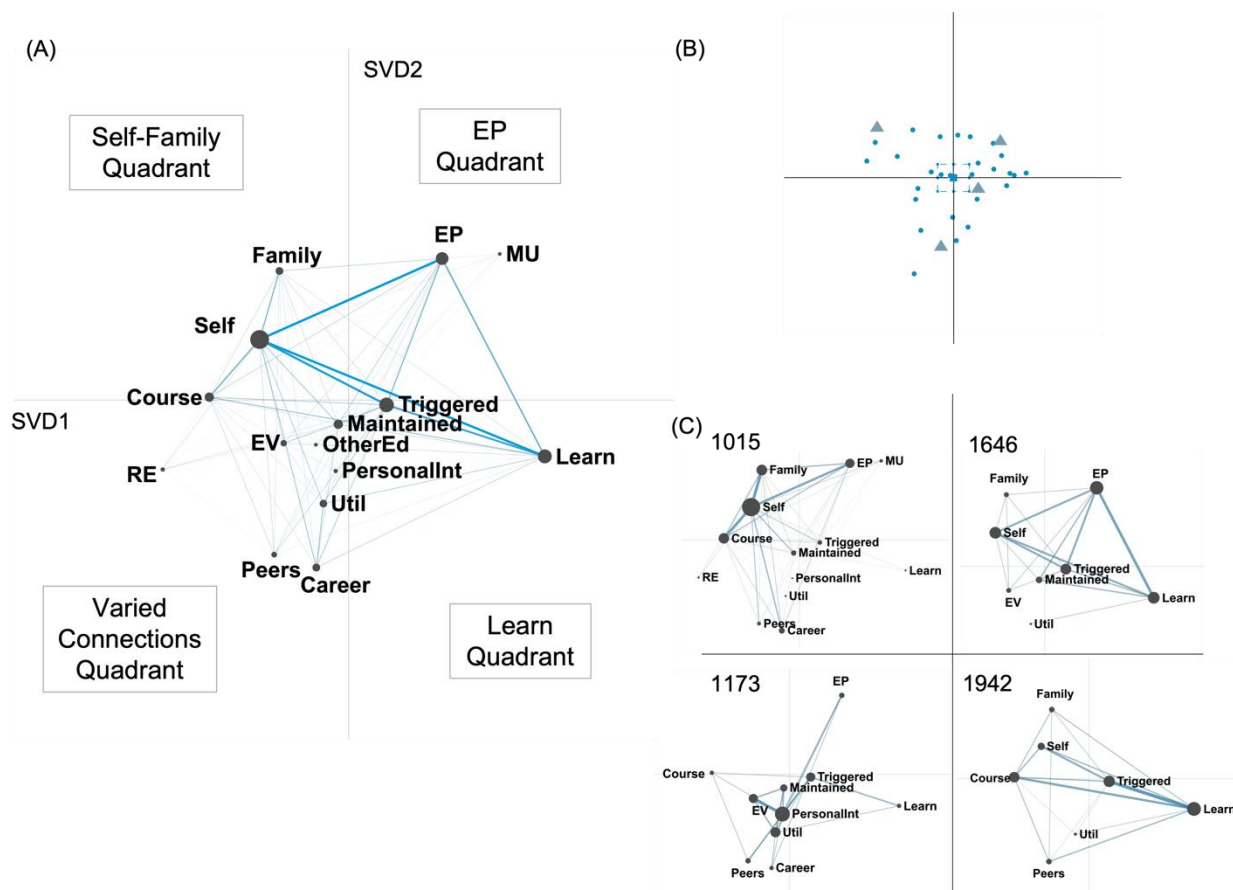 (A)
SVD2
Self-Family
Quadrant
EP
Quadrant
EP
MU
Family
Self
Course
SVD1
Triggered
Maintained
EV
OtherEd
Learn
RE
PersonalInt
Util
Peers
Career
Varied
Connections
Quadrant
Learn
Quadrant
(B)
(C)
1015
Family
EP
MU
Self
Course
Triggered
Maintained
RE
PersonalInt
Learn
Util
Peers
Career
1646
EP
Family
Self
Triggered
Maintained
EV
Learn
Util
1173
EP
Course
Triggered
Maintained
EV
PersonalInt
Learn
Util
Peers
Career
1942
Family
Self
Course
Triggered
Learn
Util
Peers